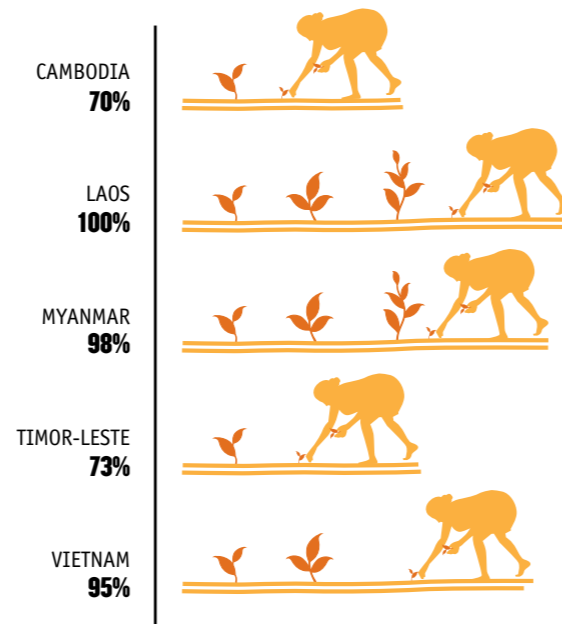 CAMBODIA
70%
LAOS
100%
MYANMAR
98%
TIMOR-LESTE
73%
VIETNAM
95%